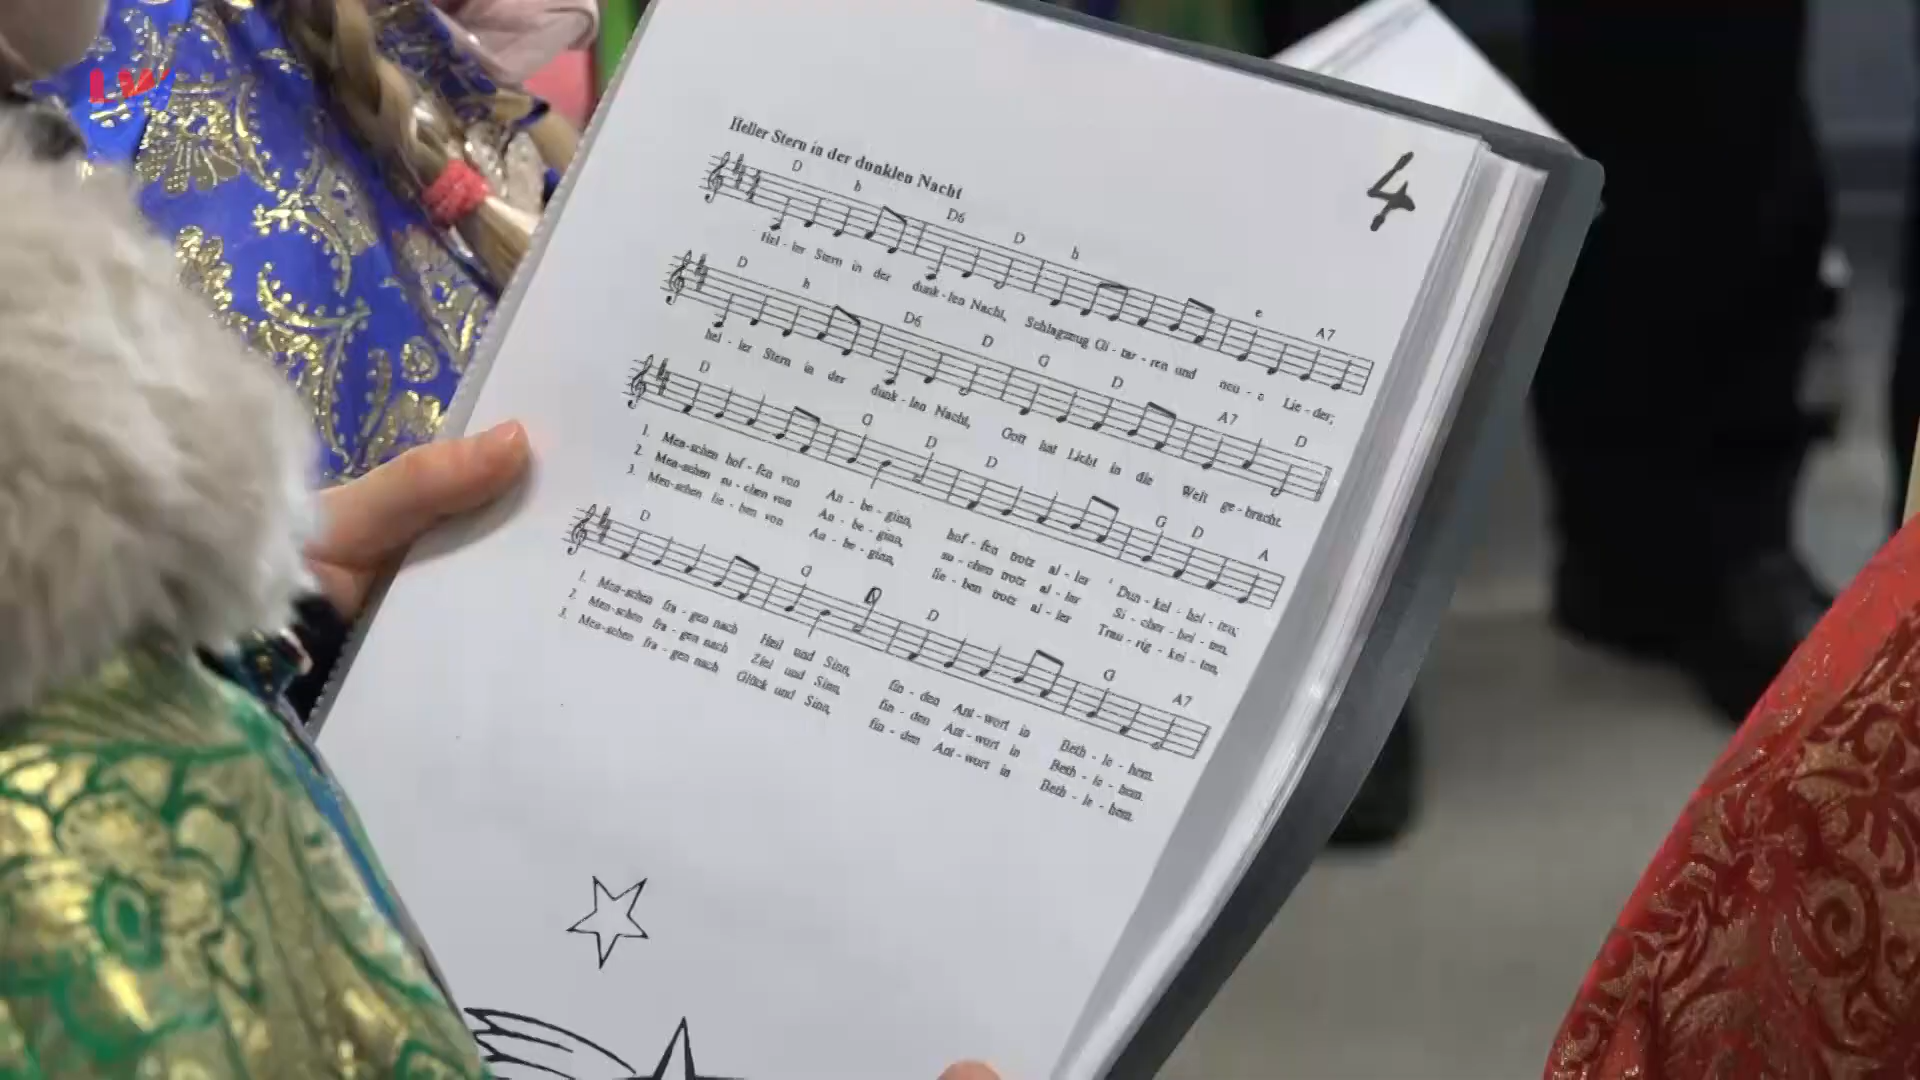 LW
4
Heller Stern in der dunklen Nacht
D h D6 D h e A7
Hel - ler Stern in der dunk - len Nacht, Schlagzeug Gi - tar - ren und neu - e Lie - der;
D h D6 D G D A7 D
hel - ler Stern in der dunk - len Nacht, Gott hat Licht in die Welt ge - bracht.
D G D D G D A
1. Men-schen hof - fen von An - be - ginn, hof - fen trotz al - ler Dun - kel - hei - ten;
2. Men-schen su - chen von An - be - ginn, su - chen trotz al - ler Si - cher - hei - ten,
3. Men-schen lie - ben von An - be - ginn, lie - ben trotz al - ler Trau - rig - kei - ten,
D G D D G A7
1. Men-schen fra - gen nach Heil und Sinn, fin - den Ant - wort in Beth - le - hem.
2. Men-schen fra - gen nach Ziel und Sinn, fin - den Ant - wort in Beth - le - hem.
3. Men-schen fra - gen nach Glück und Sinn, fin - den Ant - wort in Beth - le - hem.